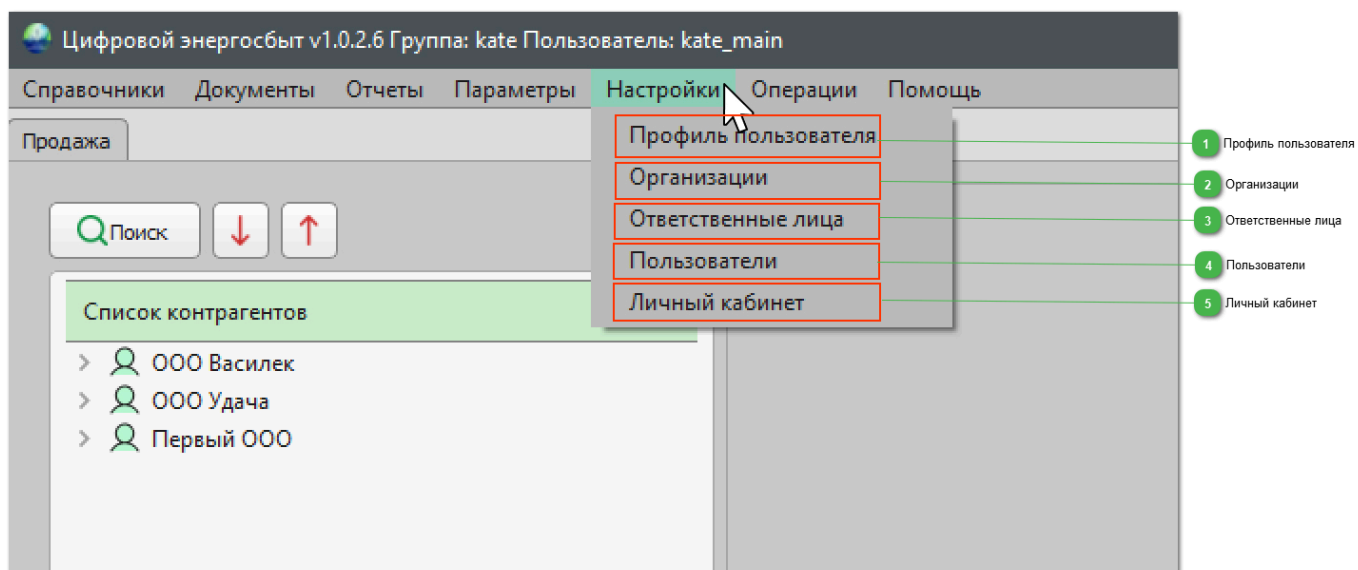 Цифровой энергосбыт v1.0.2.6 Группа: kate Пользователь: kate_main
Справочники Документы Отчеты Параметры Настройки Операции Помощь
Продажа
Профиль пользователя
Организации
Ответственные лица
Пользователи
Личный кабинет
Поиск
Список контрагентов
ООО Василек
ООО Удача
Первый ООО
1 Профиль пользователя
2 Организации
3 Ответственные лица
4 Пользователи
5 Личный кабинет